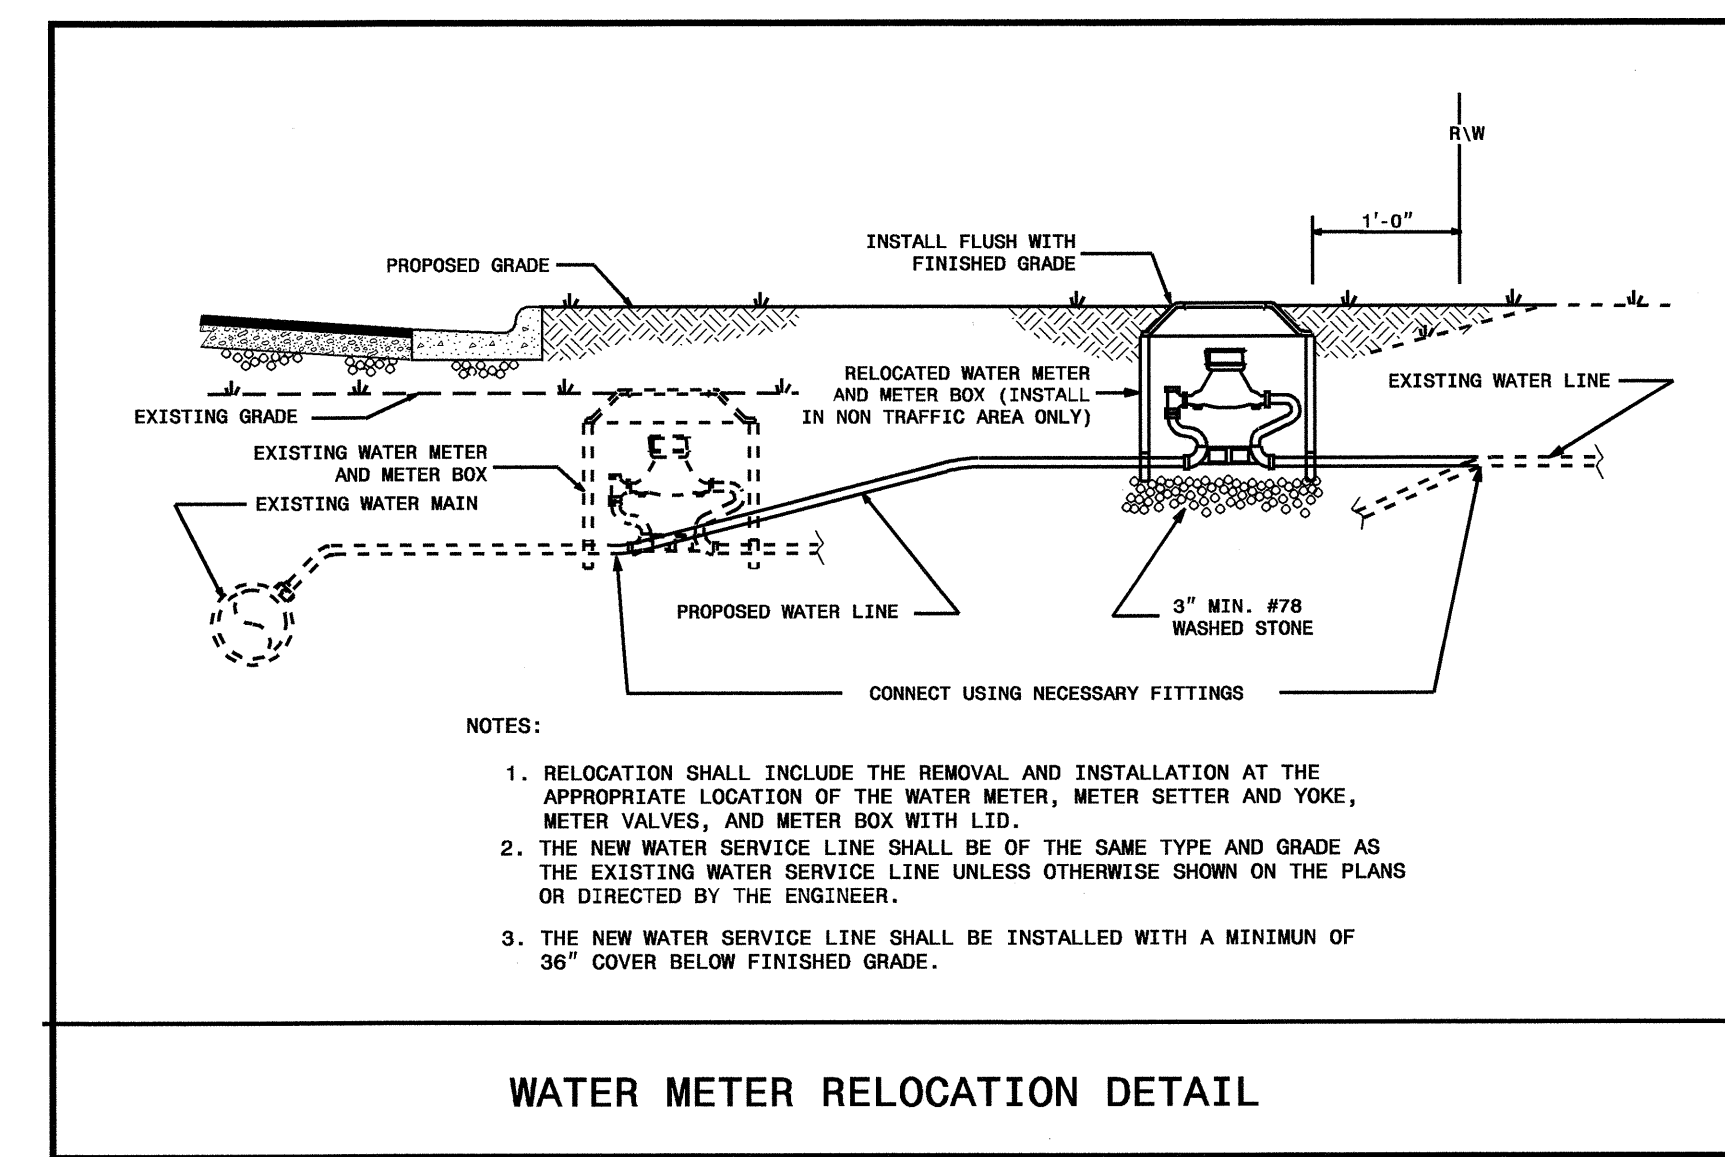 R\W
1'-0"
INSTALL FLUSH WITH
FINISHED GRADE
PROPOSED GRADE
RELOCATED WATER METER
AND METER BOX (INSTALL
IN NON TRAFFIC AREA ONLY)
EXISTING WATER LINE
EXISTING GRADE
EXISTING WATER METER
AND METER BOX
EXISTING WATER MAIN
PROPOSED WATER LINE
3" MIN. #78
WASHED STONE
CONNECT USING NECESSARY FITTINGS
NOTES:
1. RELOCATION SHALL INCLUDE THE REMOVAL AND INSTALLATION AT THE
APPROPRIATE LOCATION OF THE WATER METER, METER SETTER AND YOKE,
METER VALVES, AND METER BOX WITH LID.
2. THE NEW WATER SERVICE LINE SHALL BE OF THE SAME TYPE AND GRADE AS
THE EXISTING WATER SERVICE LINE UNLESS OTHERWISE SHOWN ON THE PLANS
OR DIRECTED BY THE ENGINEER.
3. THE NEW WATER SERVICE LINE SHALL BE INSTALLED WITH A MINIMUN OF
36" COVER BELOW FINISHED GRADE.
WATER METER RELOCATION DETAIL